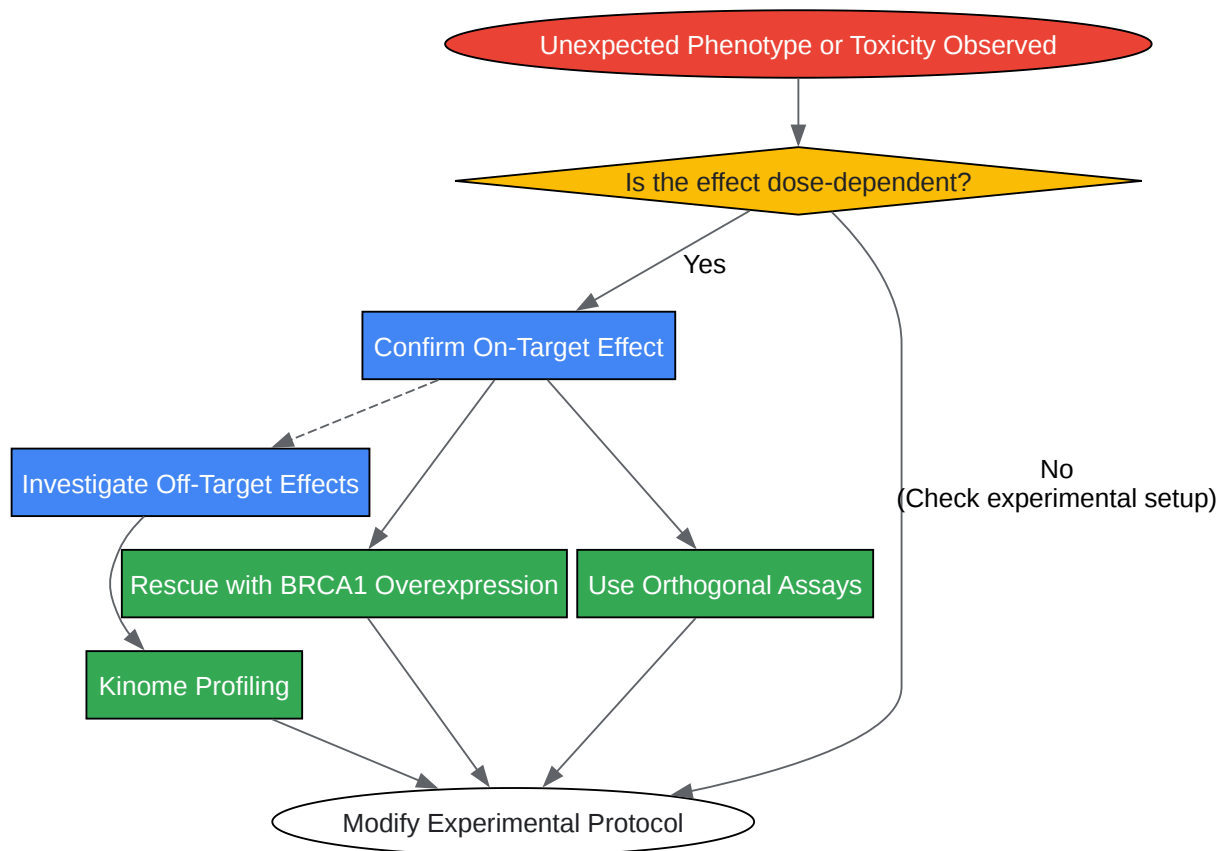 Unexpected Phenotype or Toxicity Observed
Is the effect dose-dependent?
Yes
Confirm On-Target Effect
No
(Check experimental setup)
Investigate Off-Target Effects
Rescue with BRCA1 Overexpression
Use Orthogonal Assays
Kinome Profiling
Modify Experimental Protocol